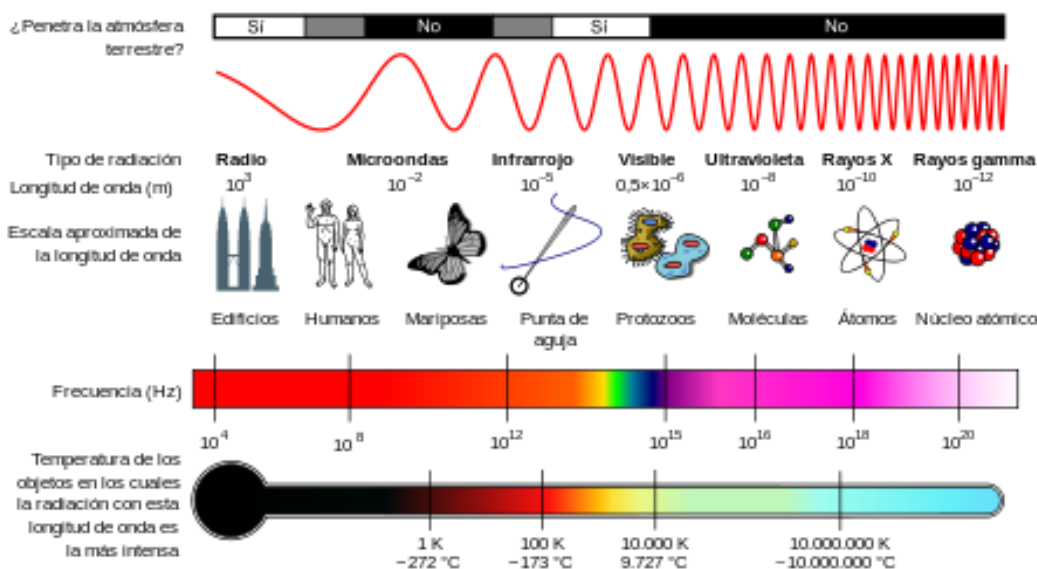 ¿Penetra la atmósfera
terrestre?
Sí No Sí No
Tipo de radiación Radio Microondas Infrarrojo Visible Ultravioleta Rayos X Rayos gamma
Longitud de onda (m) 10³ 10⁻² 10⁻⁵ 0,5×10⁻⁶ 10⁻⁸ 10⁻¹⁰ 10⁻¹²
Escala aproximada de
la longitud de onda
Edificios Humanos Mariposas Punta de aguja Protozoos Moléculas Átomos Núcleo atómico
Frecuencia (Hz)
10⁴ 10⁸ 10¹² 10¹⁵ 10¹⁶ 10¹⁸ 10²⁰
Temperatura de los
objetos en los cuales
la radiación con esta
longitud de onda es
la más intensa
1 K 100 K 10.000 K 10.000.000 K
−272 °C −173 °C 9.727 °C ~10.000.000 °C